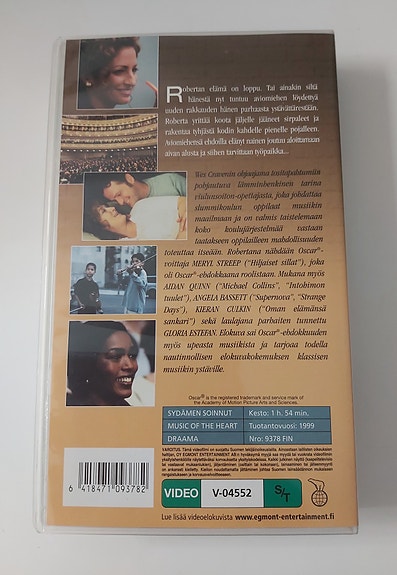 Robertan elämä on loppu. Tai ainakin siltä
hänestä nyt tuntuu aviomiehen löydettyä
uuden rakkauden hänen parhaasta ystävättärestään.
Roberta yrittää koota jäljelle jääneet sirpaleet ja
rakentaa tyhjästä kodin kahdelle pienelle pojalleen.
Aviomiehensä ehdoilla elänyt nainen joutuu aloittamaan
aivan alusta ja siihen tarvittaan työpaikka...
Wes Cravenin ohjaama tositapahtumiin
pohjautuva lämminhenkinen tarina
viulunsoiton-opettajasta, joka johdattaa
slummikoulun oppilaat musiikin
maailmaan ja on valmis taistelemaan
koko koulujärjestelmää vastaan
taatakseen oppilailleen mahdollisuuden
toteuttaa itseään. Robertana nähdään Oscar®-
voittaja MERYL STREEP ("Hiljaiset sillat"), joka
oli Oscar®-ehdokkaana roolistaan. Mukana myös
AIDAN QUINN ("Michael Collins", "Intohimon
tuulet"), ANGELA BASSETT ("Supernova", "Strange
Days"), KIERAN CULKIN ("Oman elämänsä
sankari") sekä laulajana parhaiten tunnettu
GLORIA ESTEFAN. Elokuva sai Oscar®-ehdokkuuden
myös upeasta musiikista ja tarjoaa todella
nautinnollisen elokuvakokemuksen klassisen
musiikin ystäville.
Oscar® is the registered trademark and service mark of
the Academy of Motion Picture Arts and Sciences.
SYDÄMEN SOINNUT Kesto: 1 h. 54 min.
MUSIC OF THE HEART Tuotantovuosi: 1999
DRAAMA Nro: 9378 FIN
6 418471 093782
VIDEO V-04552 S/T
Lue lisää videoelokuvista www.egmont-entertainment.fi